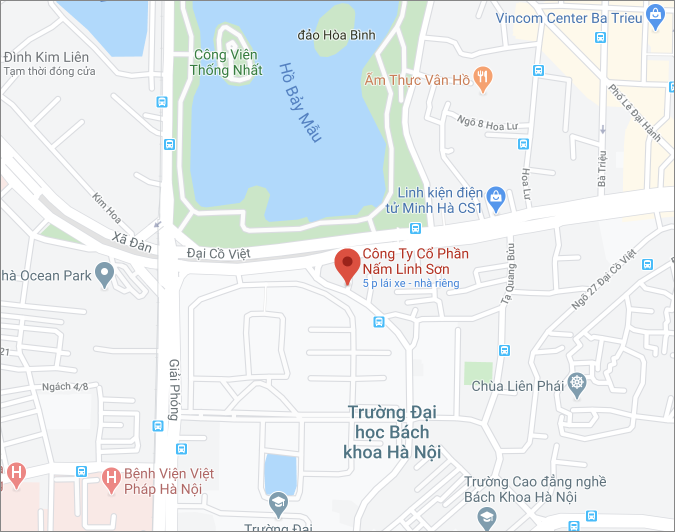 Vincom Center Ba Trieu
đảo Hòa Bình
Đình Kim Liên
Tạm thời đóng cửa
Công Viên
Thống Nhất
Hồ Bảy Mẫu
Ẩm Thực Vân Hồ
Phố Lê Đại Hành
Ngõ 8 Hoa Lư
Bà Triệu
Hoa Lư
Linh kiện điện
tử Minh Hà CS1
Kim Hoa
Xã Đàn
Đại Cồ Việt
Công Ty Cổ Phần
Nấm Linh Sơn
5 p lái xe - nhà riêng
Tạ Quang Bửu
Ngõ 27 Đại Cồ Việt
hà Ocean Park
21
Giải Phóng
Ngách 4/8
Chùa Liên Phái
Trường Đại
học Bách
khoa Hà Nội
Bệnh Viện Việt
Pháp Hà Nội
Trường Cao đẳng nghề
Bách Khoa Hà Nội
Trường Đại